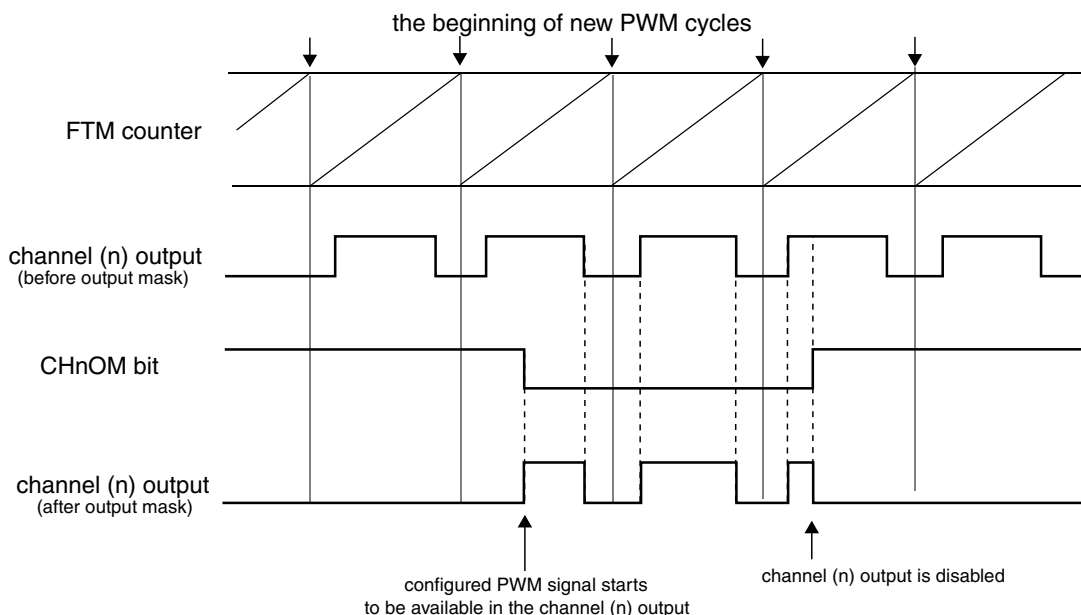 the beginning of new PWM cycles
FTM counter
channel (n) output
(before output mask)
CHnOM bit
channel (n) output
(after output mask)
configured PWM signal starts
to be available in the channel (n) output
channel (n) output is disabled